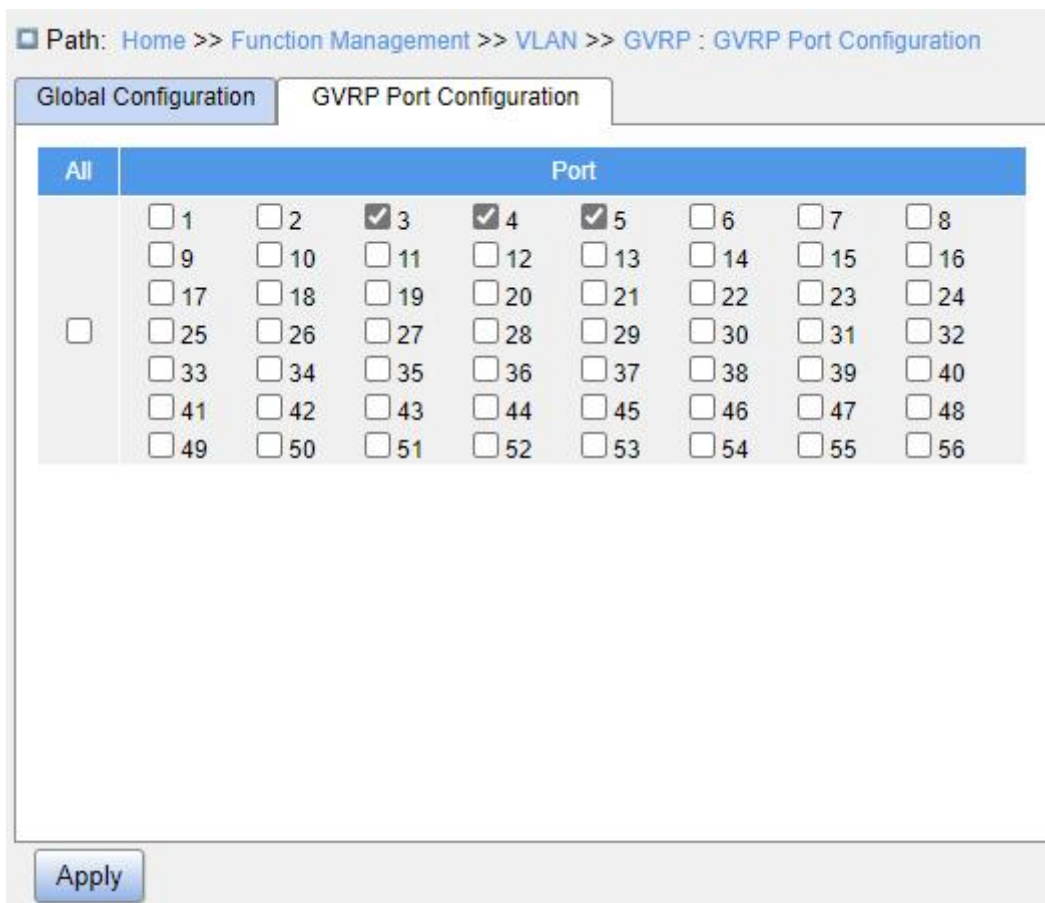 Path: Home >> Function Management >> VLAN >> GVRP : GVRP Port Configuration
Global Configuration GVRP Port Configuration
All Port
1 2 3 4 5 6 7 8
9 10 11 12 13 14 15 16
17 18 19 20 21 22 23 24
25 26 27 28 29 30 31 32
33 34 35 36 37 38 39 40
41 42 43 44 45 46 47 48
49 50 51 52 53 54 55 56
Apply